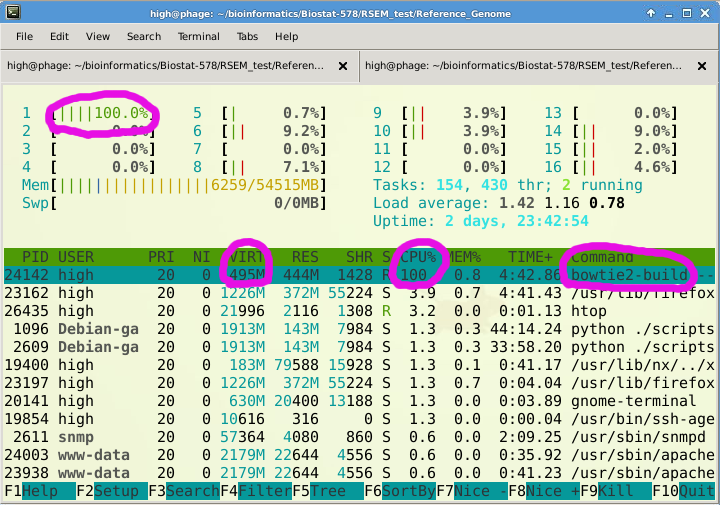 high@phage: ~/bioinformatics/Biostat-578/RSEM_test/Reference_Genome
File Edit View Search Terminal Tabs Help
high@phage: ~/bioinformatics/Biostat-578/RSEM_test/Referen... high@phage: ~/bioinformatics/Biostat-578/RSEM_test/Referen...
1 [||||100.0%] 5 [| 0.7%] 9 [|| 3.9%] 13 [ 0.0%]
2 [ 0.0%] 6 [|| 9.2%] 10 [|| 3.9%] 14 [|| 9.0%]
3 [ 0.0%] 7 [ 0.0%] 11 [ 0.0%] 15 [|| 2.0%]
4 [ 0.0%] 8 [|| 7.1%] 12 [ 0.0%] 16 [|| 4.6%]
Mem[||||||||||||||||||6259/54515MB] Tasks: 154, 430 thr; 2 running
Swp[ 0/0MB] Load average: 1.42 1.16 0.78
Uptime: 2 days, 23:42:54
PID USER PRI NI VIRT RES SHR S CPU% MEM% TIME+ Command
24142 high 20 0 495M 444M 1428 R 100 0.8 4:42.86 bowtie2-build--
23162 high 20 0 1226M 372M 55224 S 3.9 0.7 4:41.43 /usr/lib/firefox
26435 high 20 0 21996 2116 1308 R 3.2 0.0 0:01.13 htop
1096 Debian-ga 20 0 1913M 143M 7984 S 1.3 0.3 44:14.24 python ./scripts
2609 Debian-ga 20 0 1913M 143M 7984 S 1.3 0.3 33:58.20 python ./scripts
19400 high 20 0 183M 79588 15928 S 1.3 0.1 0:41.17 /usr/lib/nx/../x
23197 high 20 0 1226M 372M 55224 S 1.3 0.7 0:04.04 /usr/lib/firefox
20141 high 20 0 630M 20400 13188 S 1.3 0.0 0:03.89 gnome-terminal
19854 high 20 0 10616 316 0 S 1.3 0.0 0:00.04 /usr/bin/ssh-age
2611 snmp 20 0 57364 4080 860 S 0.6 0.0 2:09.25 /usr/sbin/snmpd
24003 www-data 20 0 2179M 22644 4556 S 0.6 0.0 0:35.92 /usr/sbin/apache
23938 www-data 20 0 2179M 22644 4556 S 0.6 0.0 0:41.23 /usr/sbin/apache
F1Help F2Setup F3SearchF4FilterF5Tree F6SortByF7Nice -F8Nice +F9Kill F10Quit